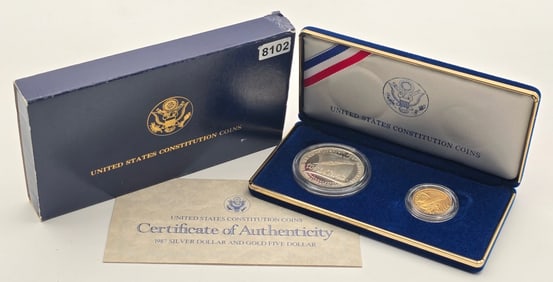 8102
UNITED STATES CONSTITUTION COINS
UNITED STATES CONSTITUTION COINS
UNITED STATES CONSTITUTION COINS
Certificate of Authenticity
1987 SILVER DOLLAR AND GOLD FIVE DOLLAR